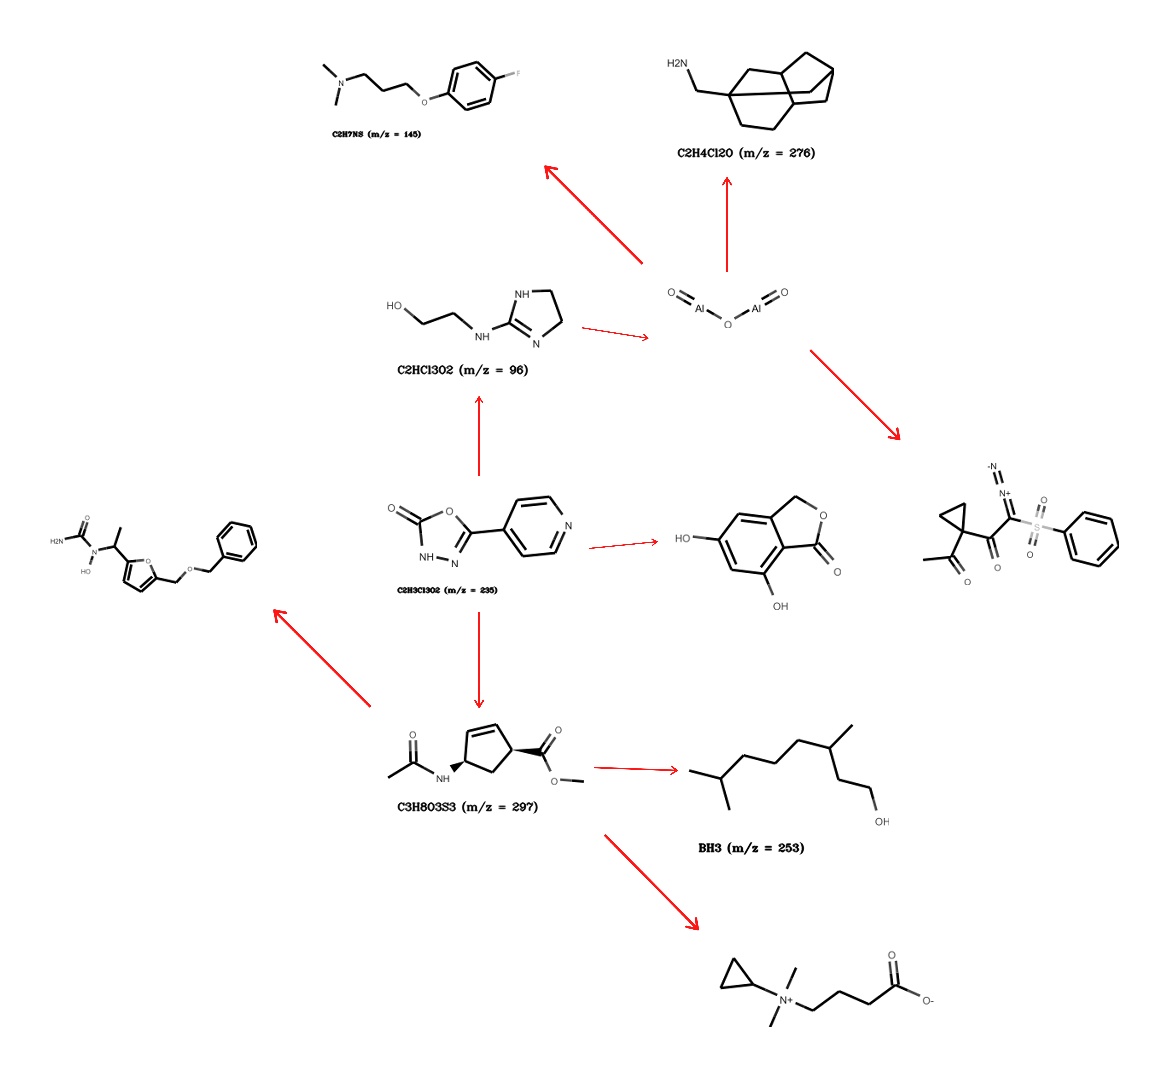 N
O
F
C2H7NS (m/z = 145)
H2N
C2H4Cl2O (m/z = 276)
HO
NH
NH
N
C2HCl3O2 (m/z = 96)
O
Al
O
Al
O
H2N
O
N
HO
O
O
O
O
NH
N
N
C2H3Cl3O2 (m/z = 235)
HO
O
O
OH
-N
N+
O
S
O
O
O
O
NH
O
O
C3H8O3S3 (m/z = 297)
OH
BH3 (m/z = 253)
N+
O
O-